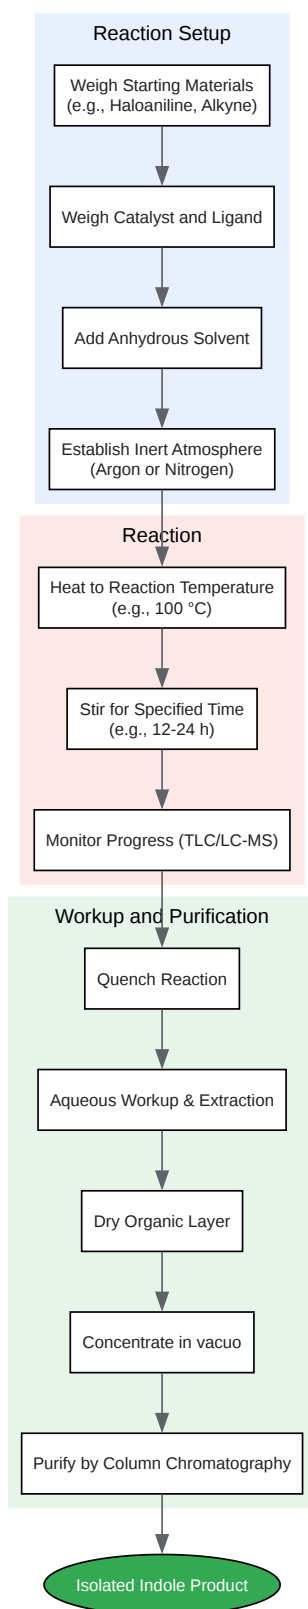 Reaction Setup
Weigh Starting Materials
(e.g., Haloaniline, Alkyne)
Weigh Catalyst and Ligand
Add Anhydrous Solvent
Establish Inert Atmosphere
(Argon or Nitrogen)
Reaction
Heat to Reaction Temperature
(e.g., 100 °C)
Stir for Specified Time
(e.g., 12-24 h)
Monitor Progress (TLC/LC-MS)
Workup and Purification
Quench Reaction
Aqueous Workup & Extraction
Dry Organic Layer
Concentrate in vacuo
Purify by Column Chromatography
Isolated Indole Product